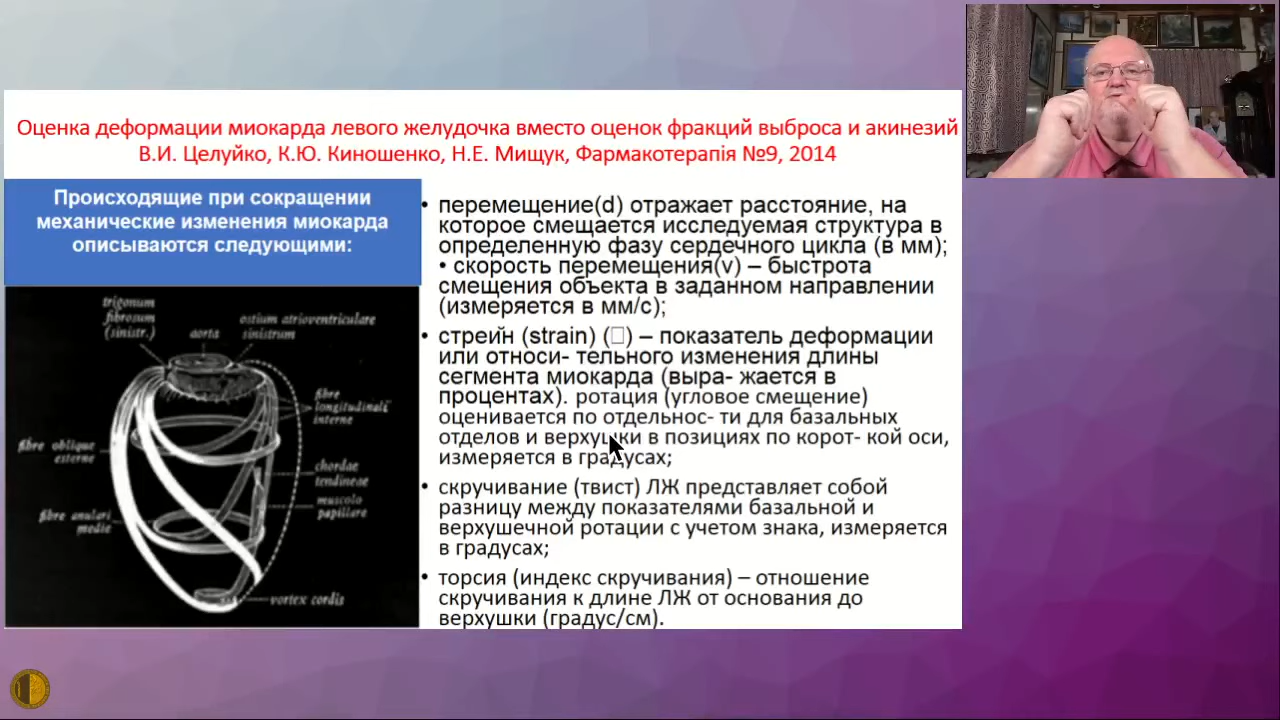 Оценка деформации миокарда левого желудочка вместо оценок фракций выброса и акинезий
В.И. Целуйко, К.Ю. Киношенко, Н.Е. Мищук, Фармакотерапія №9, 2014
Происходящие при сокращении
механические изменения миокарда
описываются следующими:
trigonum
fibrosum
(sinistr.)
aorta
ostium atrioventriculare
sinistrum
fibre
longitudinali
interne
fibre oblique
esterne
chordae
tendineae
muscolo
papillare
fibre anulari
medie
vortex cordis
• перемещение(d) отражает расстояние, на
которое смещается исследуемая структура в
определенную фазу сердечного цикла (в мм);
• скорость перемещения(v) – быстрота
смещения объекта в заданном направлении
(измеряется в мм/с);
• стрейн (strain) (□) – показатель деформации
или относи- тельного изменения длины
сегмента миокарда (выра- жается в
процентах). ротация (угловое смещение)
оценивается по отдельнос- ти для базальных
отделов и верхушки в позициях по корот- кой оси,
измеряется в градусах;
• скручивание (твист) ЛЖ представляет собой
разницу между показателями базальной и
верхушечной ротации с учетом знака, измеряется
в градусах;
• торсия (индекс скручивания) – отношение
скручивания к длине ЛЖ от основания до
верхушки (градус/см).